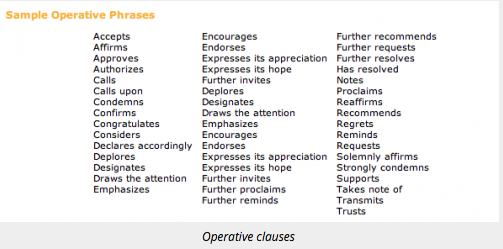 Sample Operative Phrases
Accepts
Affirms
Approves
Authorizes
Calls
Calls upon
Condemns
Confirms
Congratulates
Considers
Declares accordingly
Deplores
Designates
Draws the attention
Emphasizes
Encourages
Endorses
Expresses its appreciation
Expresses its hope
Further invites
Deplores
Designates
Draws the attention
Emphasizes
Encourages
Endorses
Expresses its appreciation
Expresses its hope
Further invites
Further proclaims
Further reminds
Further recommends
Further requests
Further resolves
Has resolved
Notes
Proclaims
Reaffirms
Recommends
Regrets
Reminds
Requests
Solemnly affirms
Strongly condemns
Supports
Takes note of
Transmits
Trusts
Operative clauses